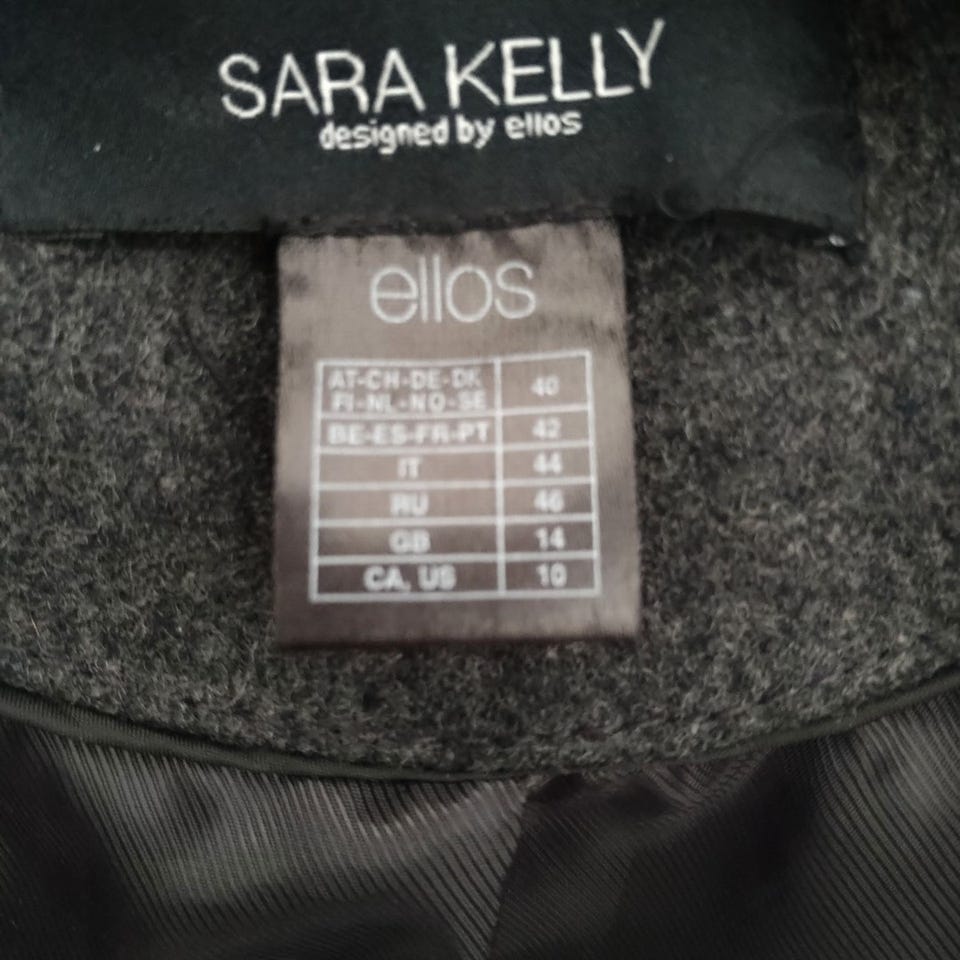 SARA KELLY
designed by ellos
ellos
AT-CH-DE-DK
FI-NL-NO-SE 40
BE-ES-FR-PT 42
IT 44
RU 46
GB 14
CA, US 10